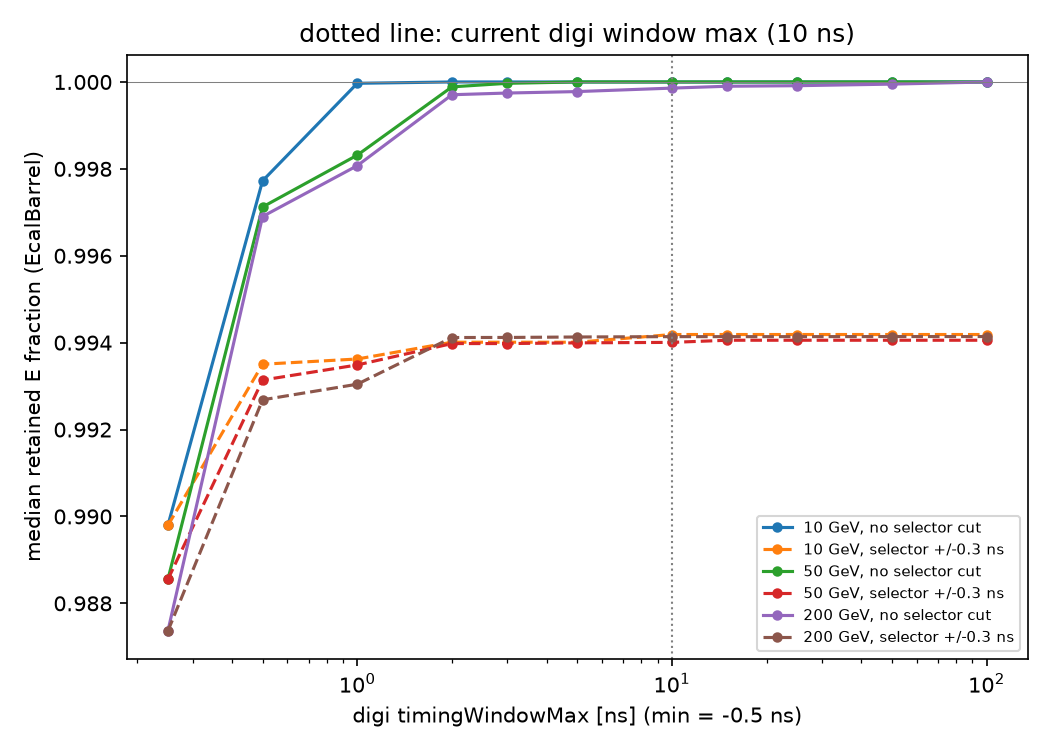 dotted line: current digi window max (10 ns)
median retained E fraction (EcalBarrel)
1.000
0.998
0.996
0.994
0.992
0.990
0.988
10⁰
10¹
10²
digi timingWindowMax [ns] (min = -0.5 ns)
10 GeV, no selector cut
10 GeV, selector +/-0.3 ns
50 GeV, no selector cut
50 GeV, selector +/-0.3 ns
200 GeV, no selector cut
200 GeV, selector +/-0.3 ns